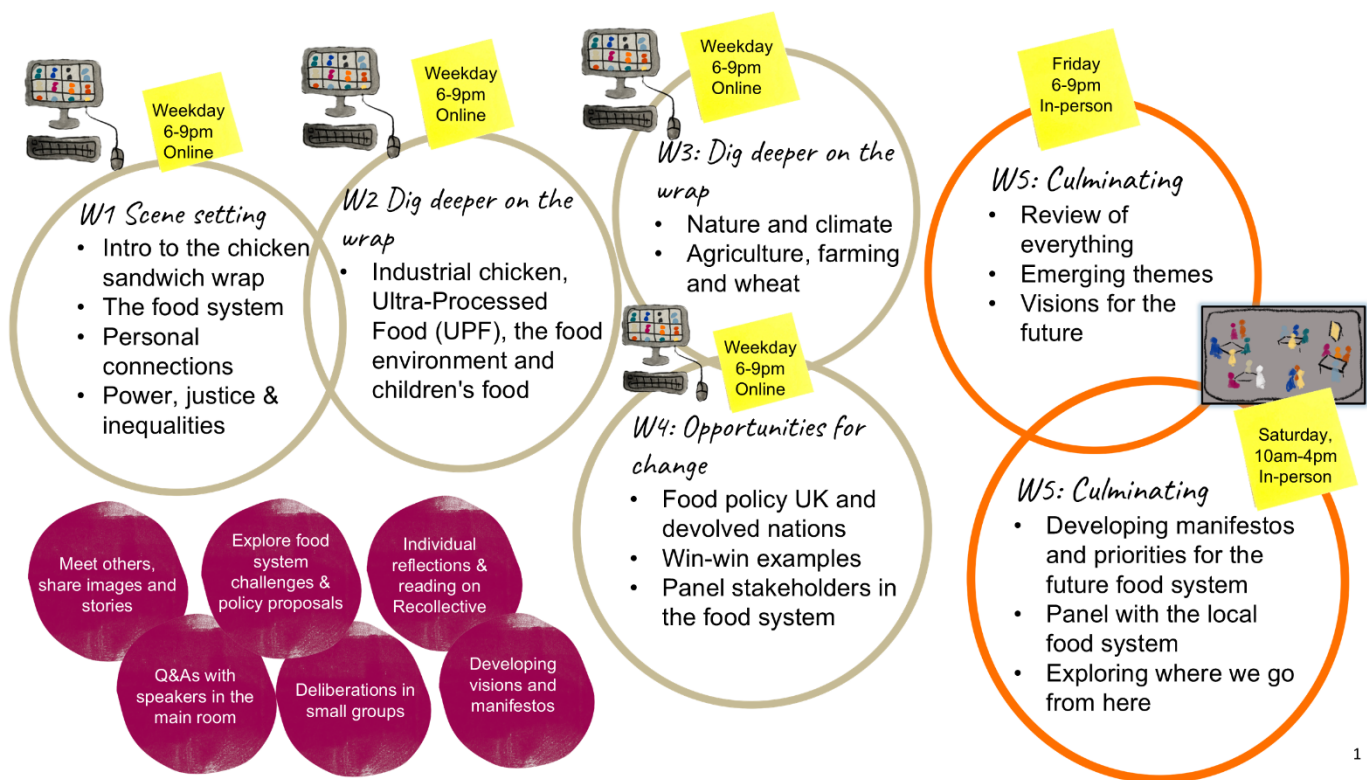 Weekday
6-9pm
Online
W1 Scene setting
• Intro to the chicken
sandwich wrap
• The food system
• Personal
connections
• Power, justice &
inequalities
Weekday
6-9pm
Online
W2 Dig deeper on the
wrap
• Industrial chicken,
Ultra-Processed
Food (UPF), the food
environment and
children's food
Weekday
6-9pm
Online
W3: Dig deeper on the
wrap
• Nature and climate
• Agriculture, farming
and wheat
Weekday
6-9pm
Online
W4: Opportunities for
change
• Food policy UK and
devolved nations
• Win-win examples
• Panel stakeholders in
the food system
Friday
6-9pm
In-person
W5: Culminating
• Review of
everything
• Emerging themes
• Visions for the
future
Saturday,
10am-4pm
In-person
W5: Culminating
• Developing manifestos
and priorities for the
future food system
• Panel with the local
food system
• Exploring where we go
from here
Meet others,
share images and
stories
Explore food
system
challenges &
policy proposals
Individual
reflections &
reading on
Recollective
Q&As with
speakers in the
main room
Deliberations in
small groups
Developing
visions and
manifestos
1